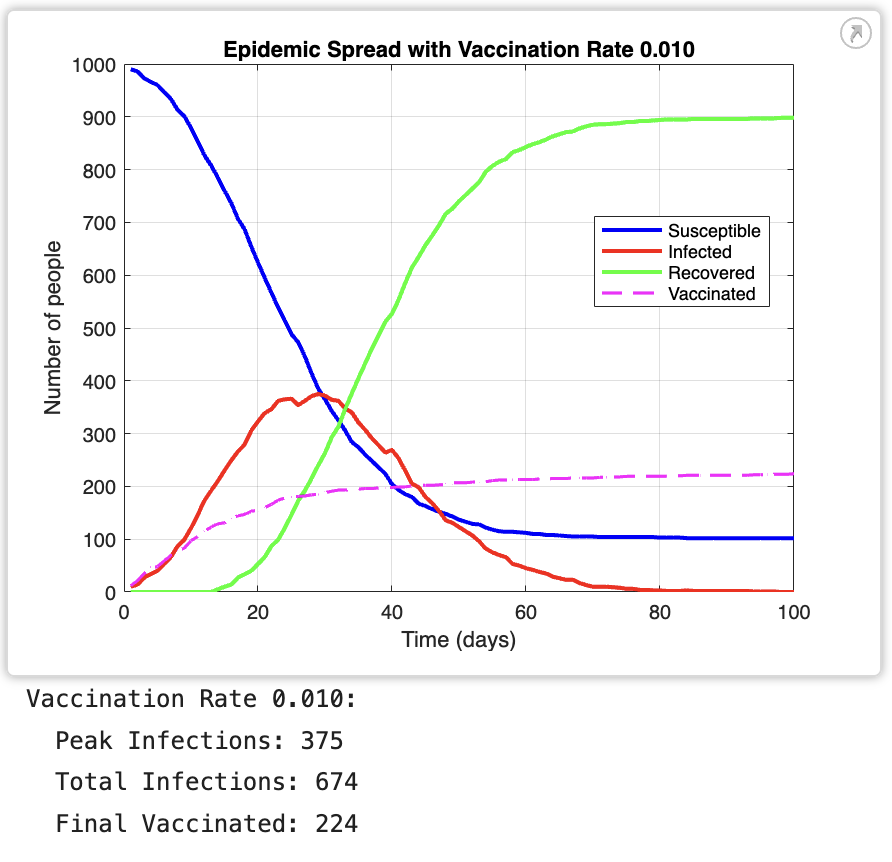 Epidemic Spread with Vaccination Rate 0.010
1000
900
800
700
600
500
400
300
200
100
0
Number of people
Susceptible
Infected
Recovered
Vaccinated
0 20 40 60 80 100
Time (days)
Vaccination Rate 0.010:
Peak Infections: 375
Total Infections: 674
Final Vaccinated: 224